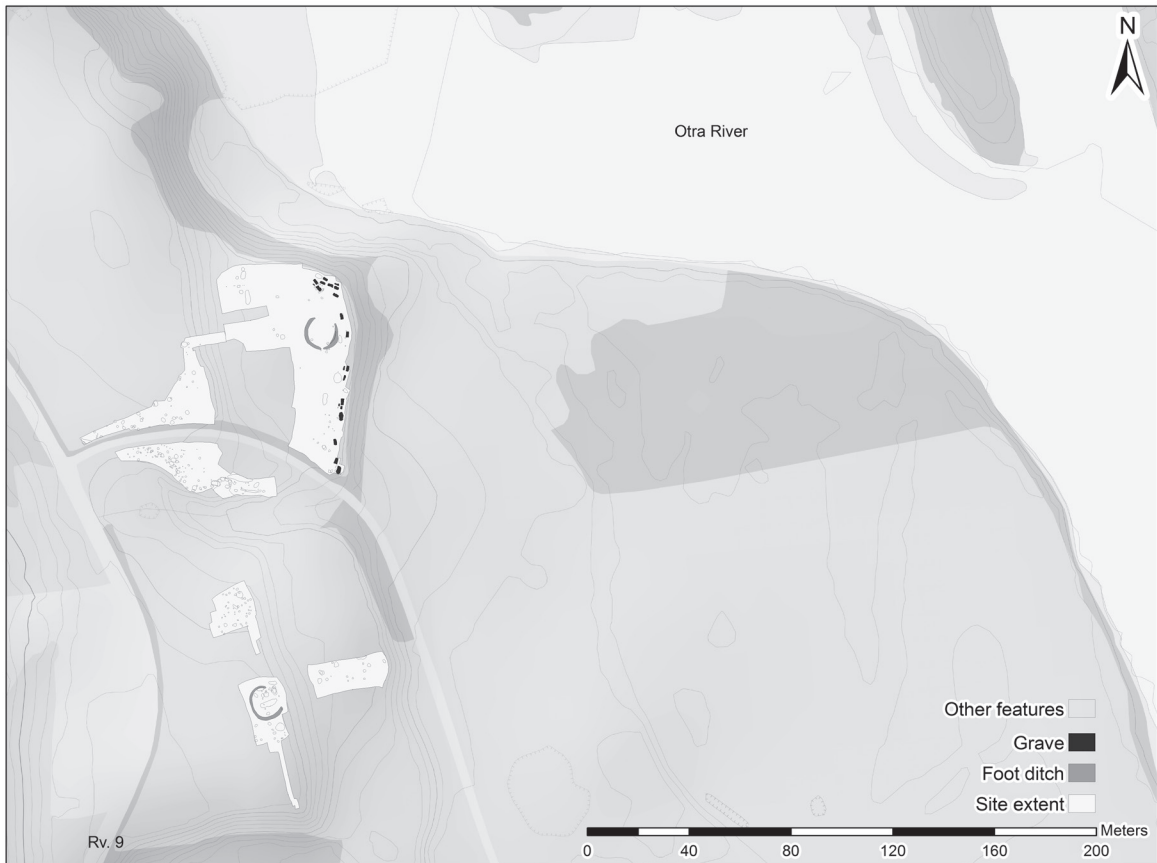 N
Otra River
Other features
Grave
Foot ditch
Site extent
Meters
0 40 80 120 160 200
Rv. 9